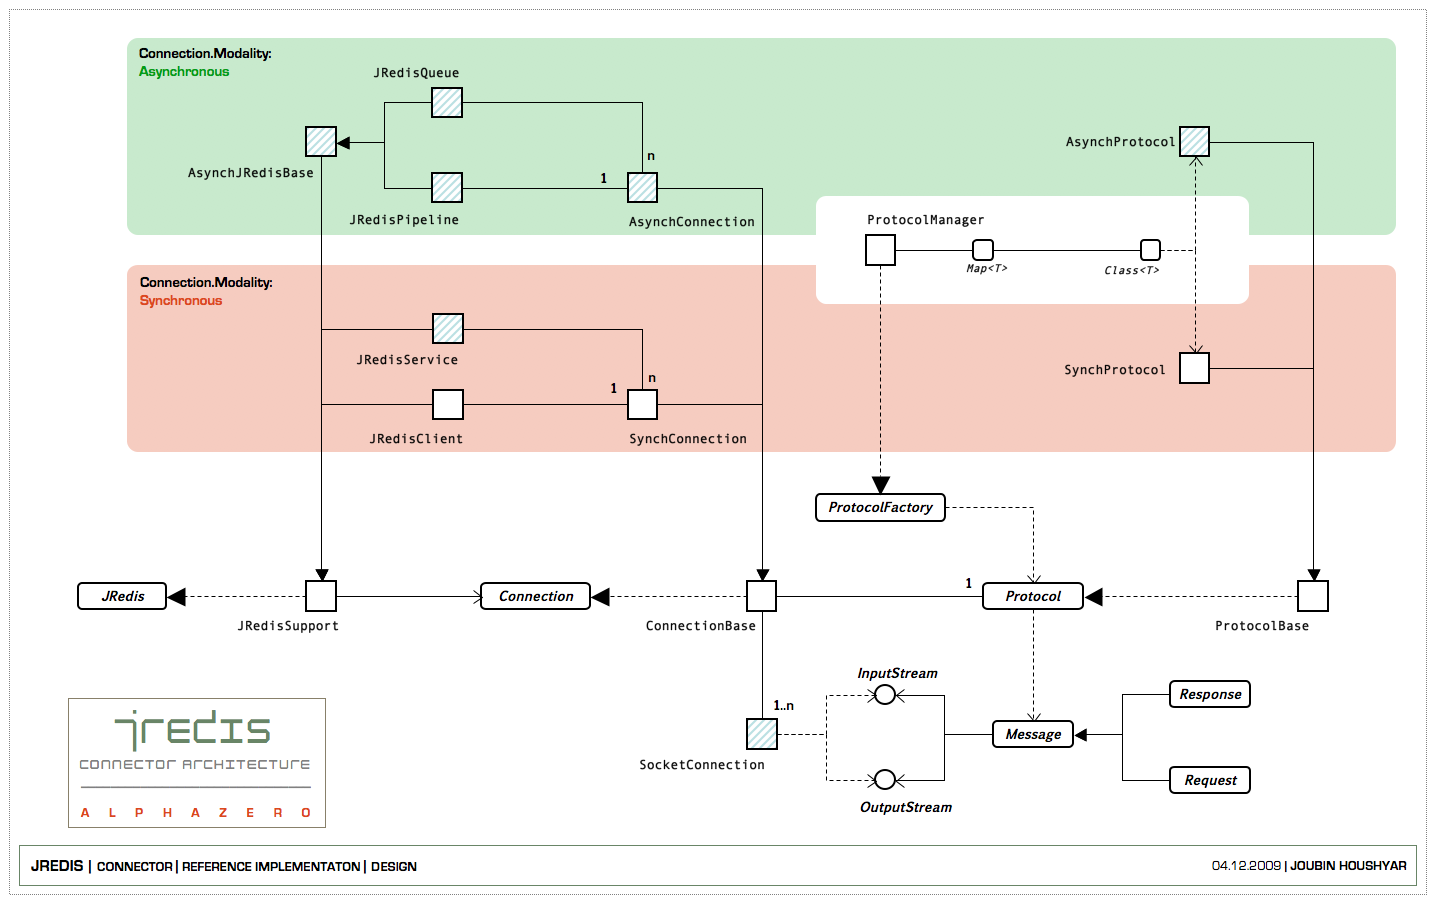 Connection.Modality:
Asynchronous
JRedisQueue
AsynchJRedisBase
n
1
JRedisPipeline
AsynchConnection
AsynchProtocol
ProtocolManager
Map<T>
Class<T>
Connection.Modality:
Synchronous
JRedisService
n
1
JRedisClient
SynchConnection
SynchProtocol
ProtocolFactory
JRedis
JRedisSupport
Connection
ConnectionBase
1
Protocol
ProtocolBase
InputStream
1..n
SocketConnection
OutputStream
Message
Response
Request
jredis
CONNECTOR ARCHITECTURE
ALPHAZERO
JREDIS | CONNECTOR | REFERENCE IMPLEMENTATON | DESIGN
04.12.2009 | JOUBIN HOUSHYAR